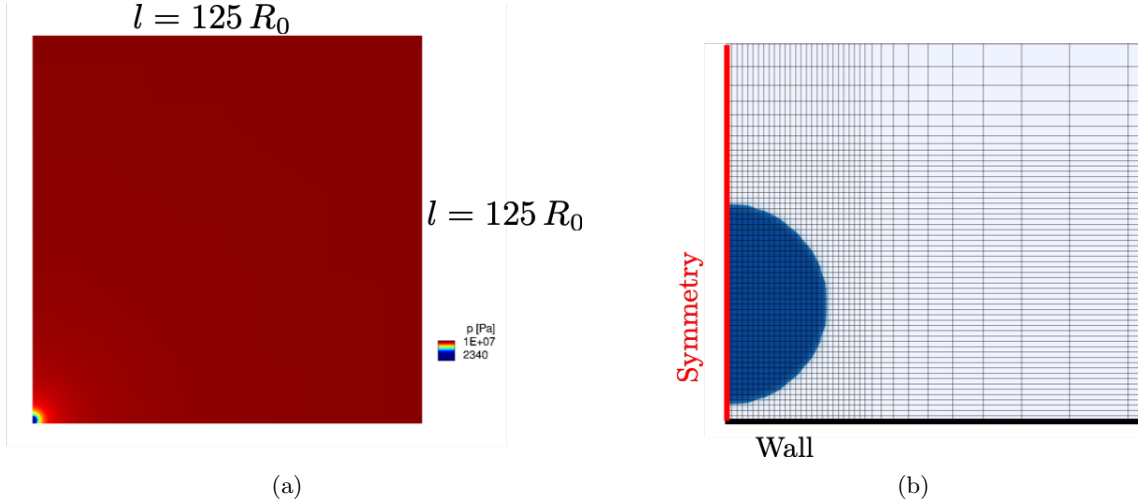 l = 125 R₀
l = 125 R₀
p [Pa]
1E+07
2340
(a)
Symmetry
Wall
(b)